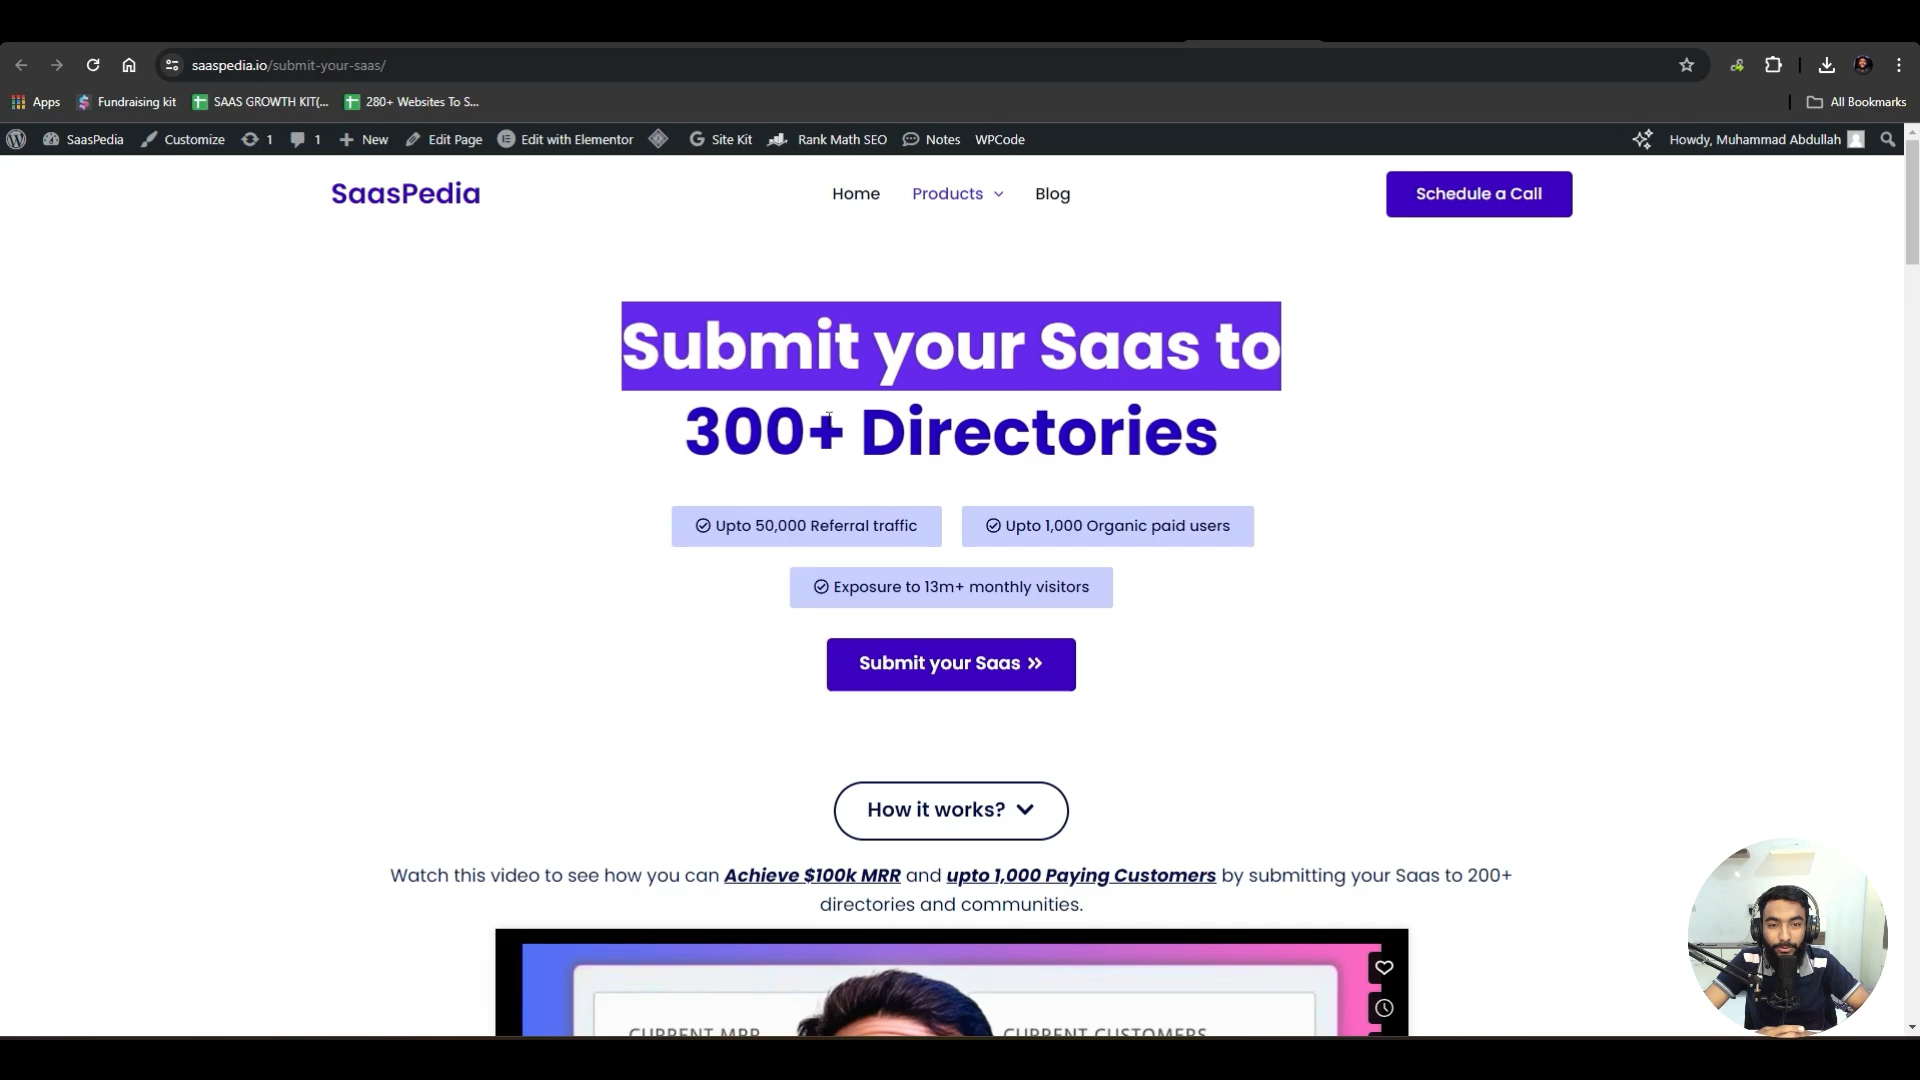 saaspedia.io/submit-your-saas/
Apps
Fundraising kit
SAAS GROWTH KIT(...
280+ Websites To S...
All Bookmarks
SaasPedia
Customize
1
1
New
Edit Page
Edit with Elementor
Site Kit
Rank Math SEO
Notes
WPCode
Howdy, Muhammad Abdullah
SaasPedia
Home
Products
Blog
Schedule a Call
Submit your Saas to
300+ Directories
Upto 50,000 Referral traffic
Upto 1,000 Organic paid users
Exposure to 13m+ monthly visitors
Submit your Saas »
How it works?
Watch this video to see how you can Achieve $100k MRR and upto 1,000 Paying Customers by submitting your Saas to 200+
directories and communities.
CURRENT MRR
CURRENT CUSTOMERS